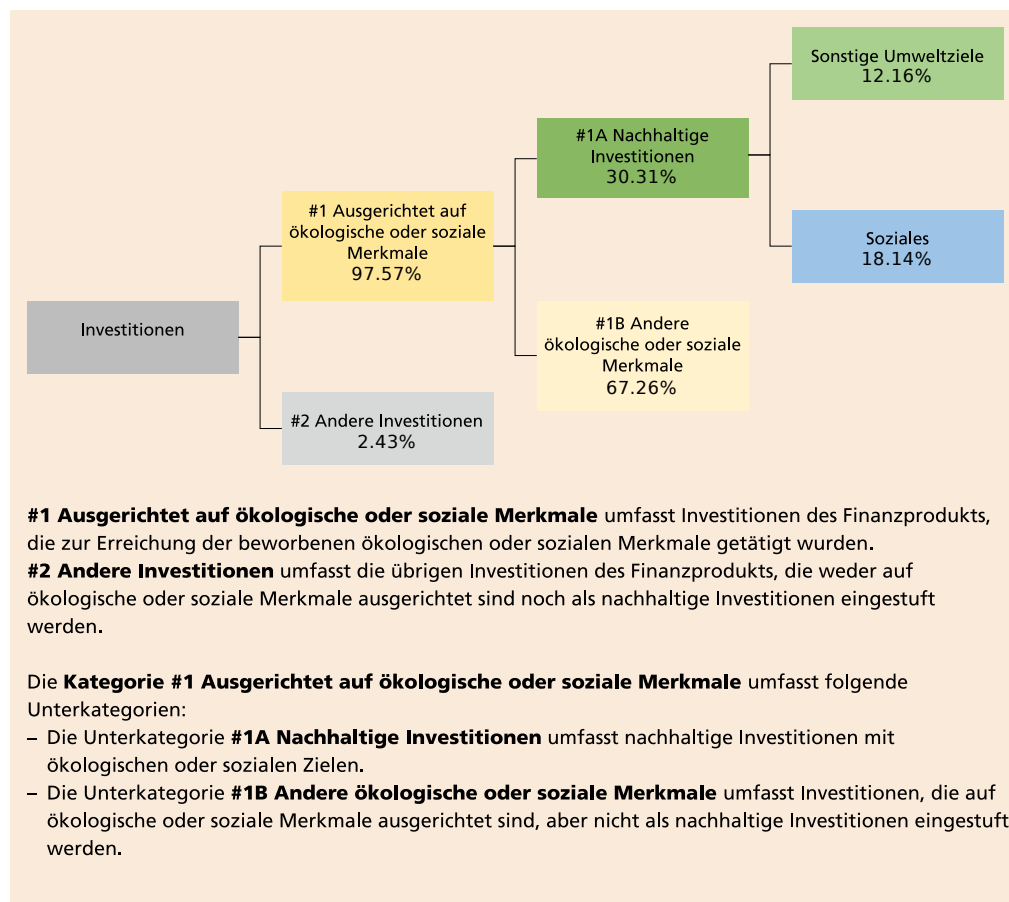 Sonstige Umweltziele
12.16%
#1A Nachhaltige
Investitionen
30.31%
#1 Ausgerichtet auf
ökologische oder soziale
Merkmale
97.57%
Soziales
18.14%
Investitionen
#1B Andere
ökologische oder soziale
Merkmale
67.26%
#2 Andere Investitionen
2.43%
#1 Ausgerichtet auf ökologische oder soziale Merkmale umfasst Investitionen des Finanzprodukts,
die zur Erreichung der beworbenen ökologischen oder sozialen Merkmale getätigt wurden.
#2 Andere Investitionen umfasst die übrigen Investitionen des Finanzprodukts, die weder auf
ökologische oder soziale Merkmale ausgerichtet sind noch als nachhaltige Investitionen eingestuft
werden.
Die Kategorie #1 Ausgerichtet auf ökologische oder soziale Merkmale umfasst folgende
Unterkategorien:
– Die Unterkategorie #1A Nachhaltige Investitionen umfasst nachhaltige Investitionen mit
ökologischen oder sozialen Zielen.
– Die Unterkategorie #1B Andere ökologische oder soziale Merkmale umfasst Investitionen, die auf
ökologische oder soziale Merkmale ausgerichtet sind, aber nicht als nachhaltige Investitionen eingestuft
werden.